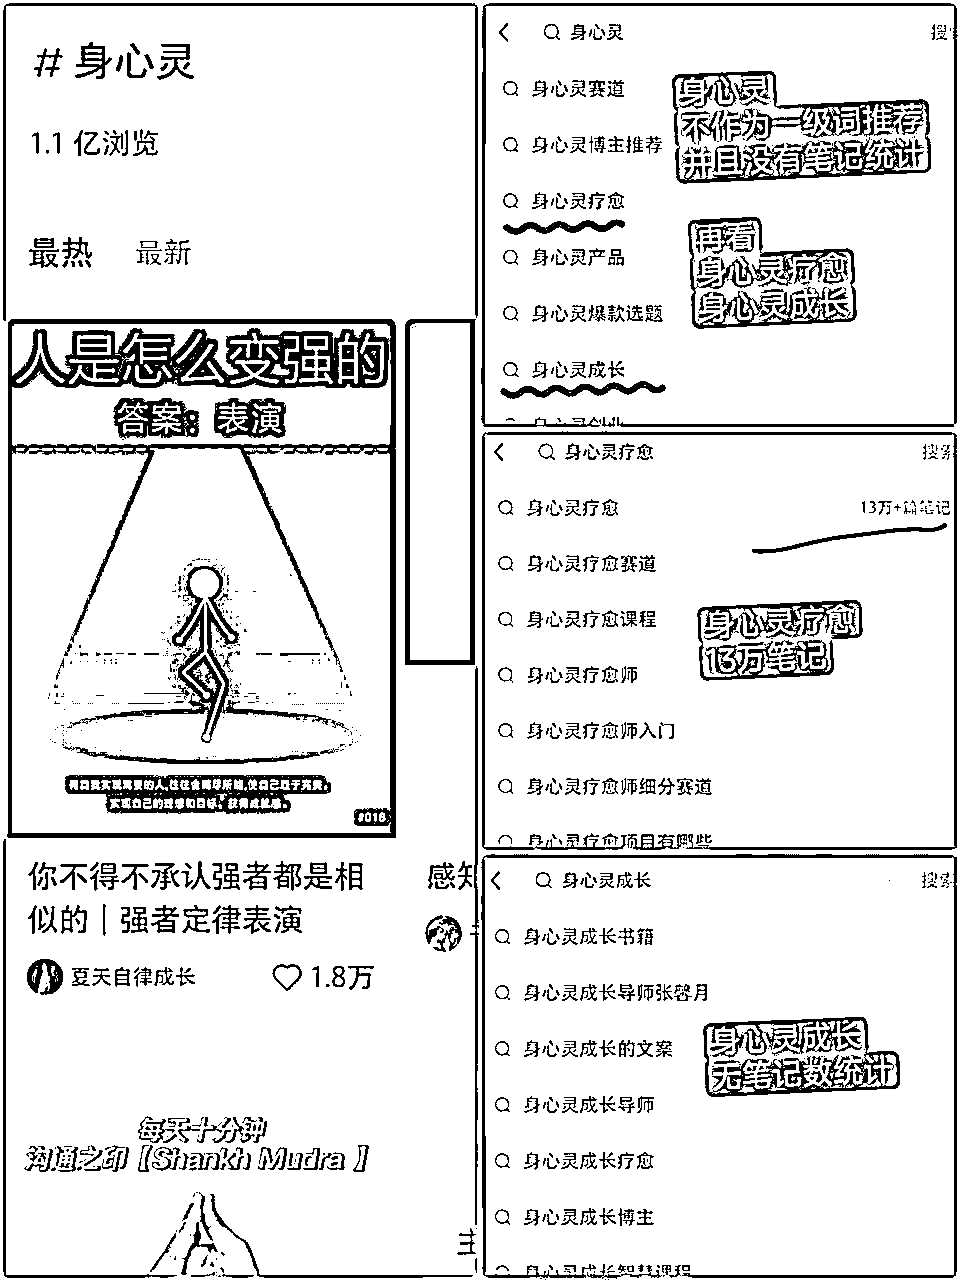 # 身心灵
1.1 亿浏览
最热 最新
人是怎么变强的
答案：表演
#016
你不得不承认强者都是相
似的｜强者定律表演
夏天自律成长
1.8万
感知
每天十分钟
沟通之印【Shankh Mudra 】
身心灵
身心灵赛道
身心灵博主推荐
身心灵疗愈
身心灵产品
身心灵爆款选题
身心灵成长
身心灵创业
身心灵
不作为一级词推荐
并且没有笔记统计
再看
身心灵疗愈
身心灵成长
身心灵疗愈
搜索
身心灵疗愈
13万+篇笔记
身心灵疗愈赛道
身心灵疗愈课程
身心灵疗愈师
身心灵疗愈师入门
身心灵疗愈师细分赛道
身心灵疗愈项目有哪些
身心灵疗愈
13万笔记
身心灵成长
搜索
身心灵成长书籍
身心灵成长导师张馨月
身心灵成长的文案
身心灵成长导师
身心灵成长疗愈
身心灵成长博主
身心灵成长智慧课程
身心灵成长
无笔记数统计